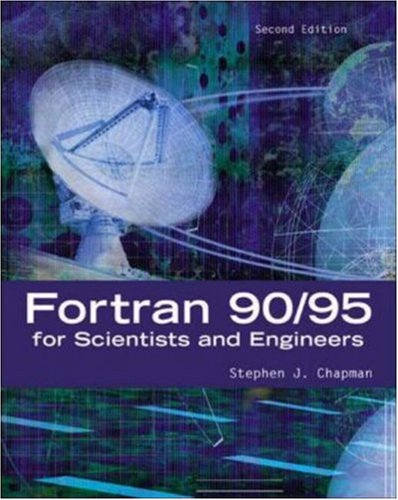 Second Edition
Fortran 90/95
for Scientists and Engineers
Stephen J. Chapman